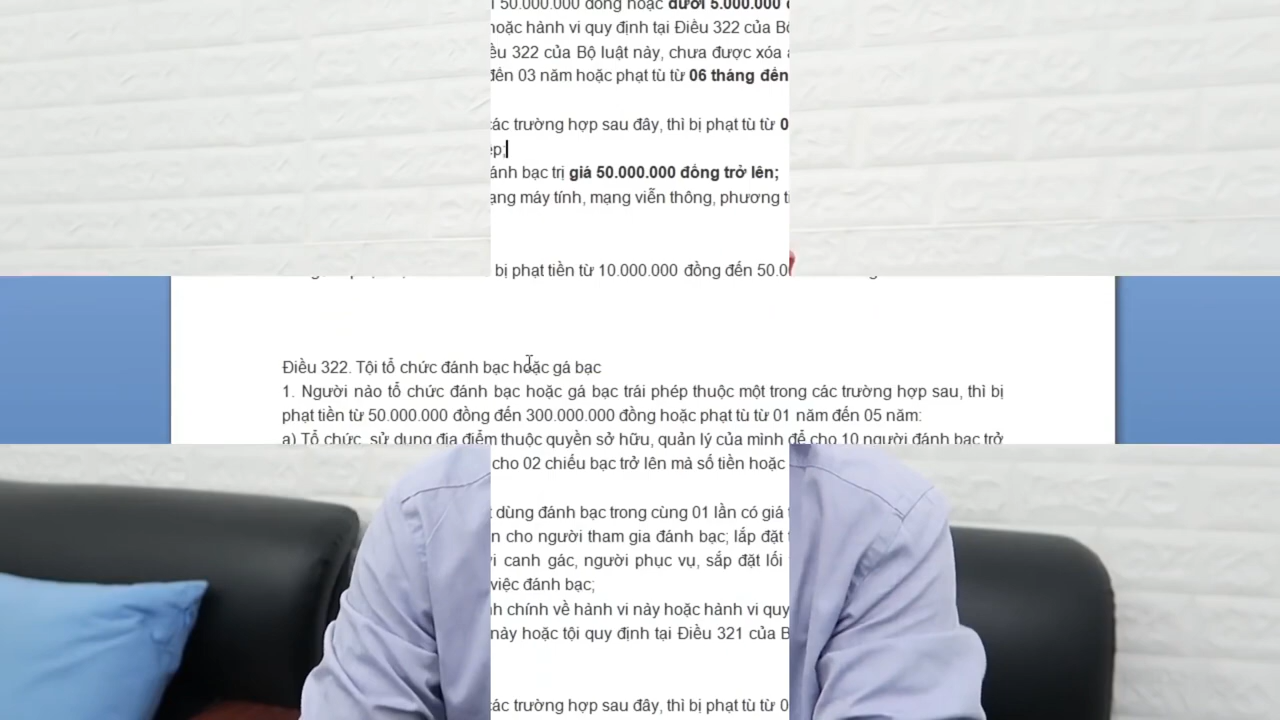 50.000.000 đồng hoặc dưới 5.000.000
hoặc hành vi quy định tại Điều 322 của
322 của Bộ luật này, chưa được xóa
đến 03 năm hoặc phạt tù từ 06 tháng đến
các trường hợp sau đây, thì bị phạt tù từ
đánh bạc trị giá 50.000.000 đồng trở lên;
mạng máy tính, mạng viễn thông, phương
bị phạt tiền từ 10.000.000 đồng đến
Điều 322. Tội tổ chức đánh bạc hoặc gá bạc
1. Người nào tổ chức đánh bạc hoặc gá bạc trái phép thuộc một trong các trường hợp sau, thì bị
phạt tiền từ 50.000.000 đồng đến 300.000.000 đồng hoặc phạt tù từ 01 năm đến 05 năm:
a) Tổ chức, sử dụng địa điểm thuộc quyền sở hữu, quản lý của mình để cho 10 người đánh bạc trở
cho 02 chiếu bạc trở lên mà số tiền hoặc
dùng đánh bạc trong cùng 01 lần có giá
cho người tham gia đánh bạc; lắp đặt
canh gác, người phục vụ, sắp đặt lối
việc đánh bạc;
chính về hành vi này hoặc hành vi quy
này hoặc tội quy định tại Điều 321 của
các trường hợp sau đây, thì bị phạt tù từ